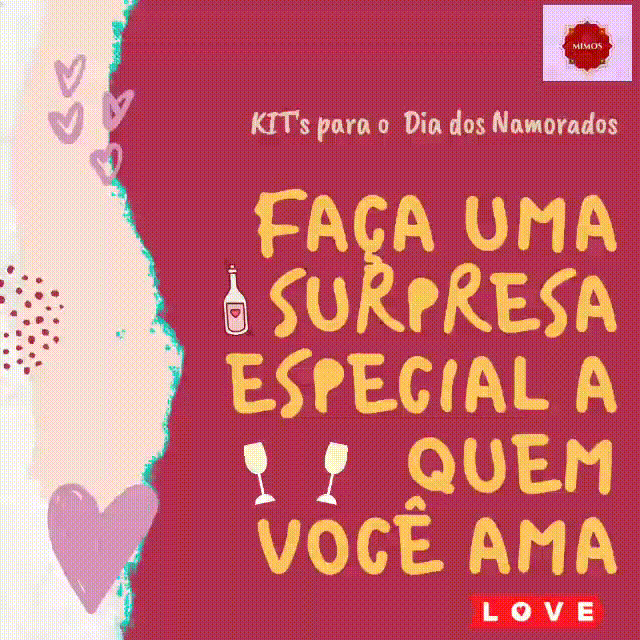 MIMOS
KIT's para o Dia dos Namorados
FAÇA UMA
SURPRESA
ESPECIAL A
QUEM
VOCÊ AMA
LOVE